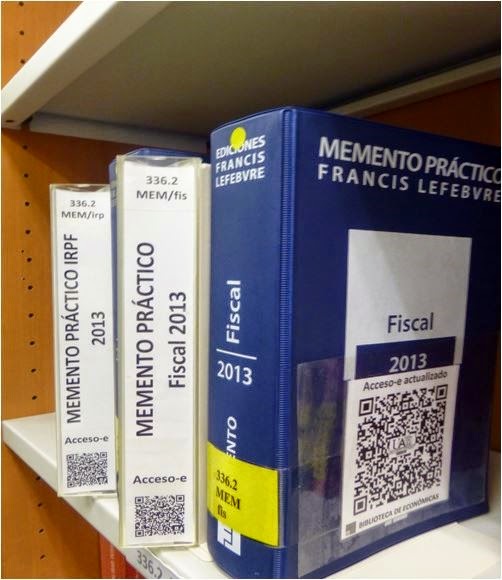 336.2
MEM/irp
MEMENTO PRÁCTICO IRPF
2013
Acceso-e
336.2
MEM/fis
MEMENTO PRÁCTICO
Fiscal 2013
Acceso-e
EDICIONES
FRANCIS
LEFEBVRE
Fiscal
2013
MENTO
336.2
MEM
fis
MEMENTO PRÁCTICO
FRANCIS LEFEBVRE
Fiscal
2013
Acceso-e actualizado
BIBLIOTECA DE ECONÓMICAS
336.2